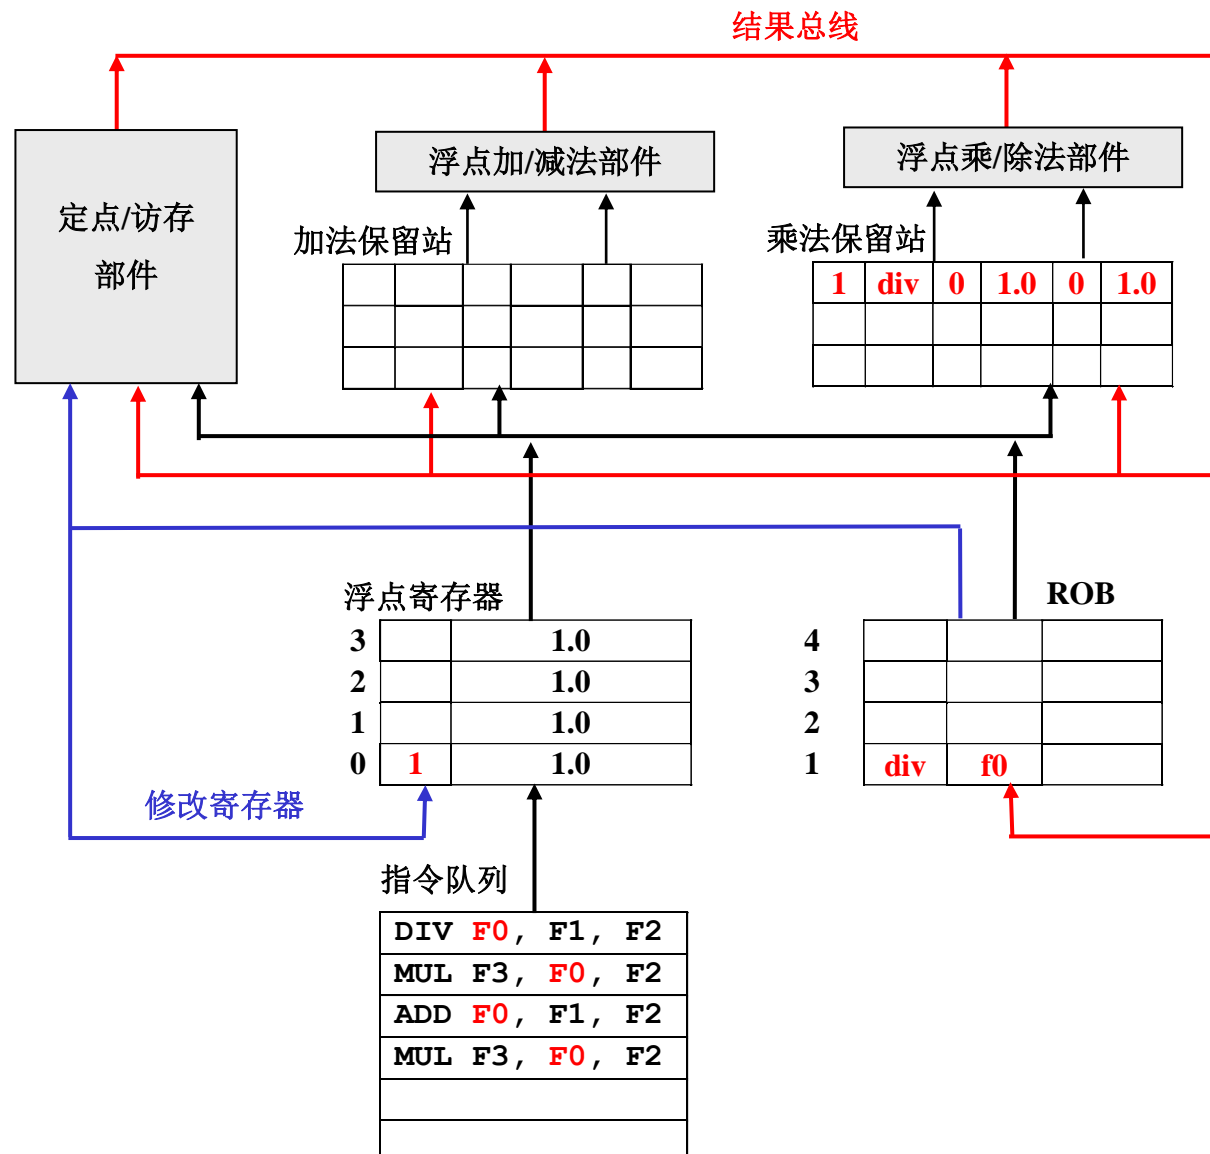 结果总线
定点/访存
部件
浮点加/减法部件
浮点乘/除法部件
加法保留站
乘法保留站
1 div 0 1.0 0 1.0
浮点寄存器
3 1.0
2 1.0
1 1.0
0 1 1.0
ROB
4
3
2
1 div f0
修改寄存器
指令队列
DIV F0, F1, F2
MUL F3, F0, F2
ADD F0, F1, F2
MUL F3, F0, F2